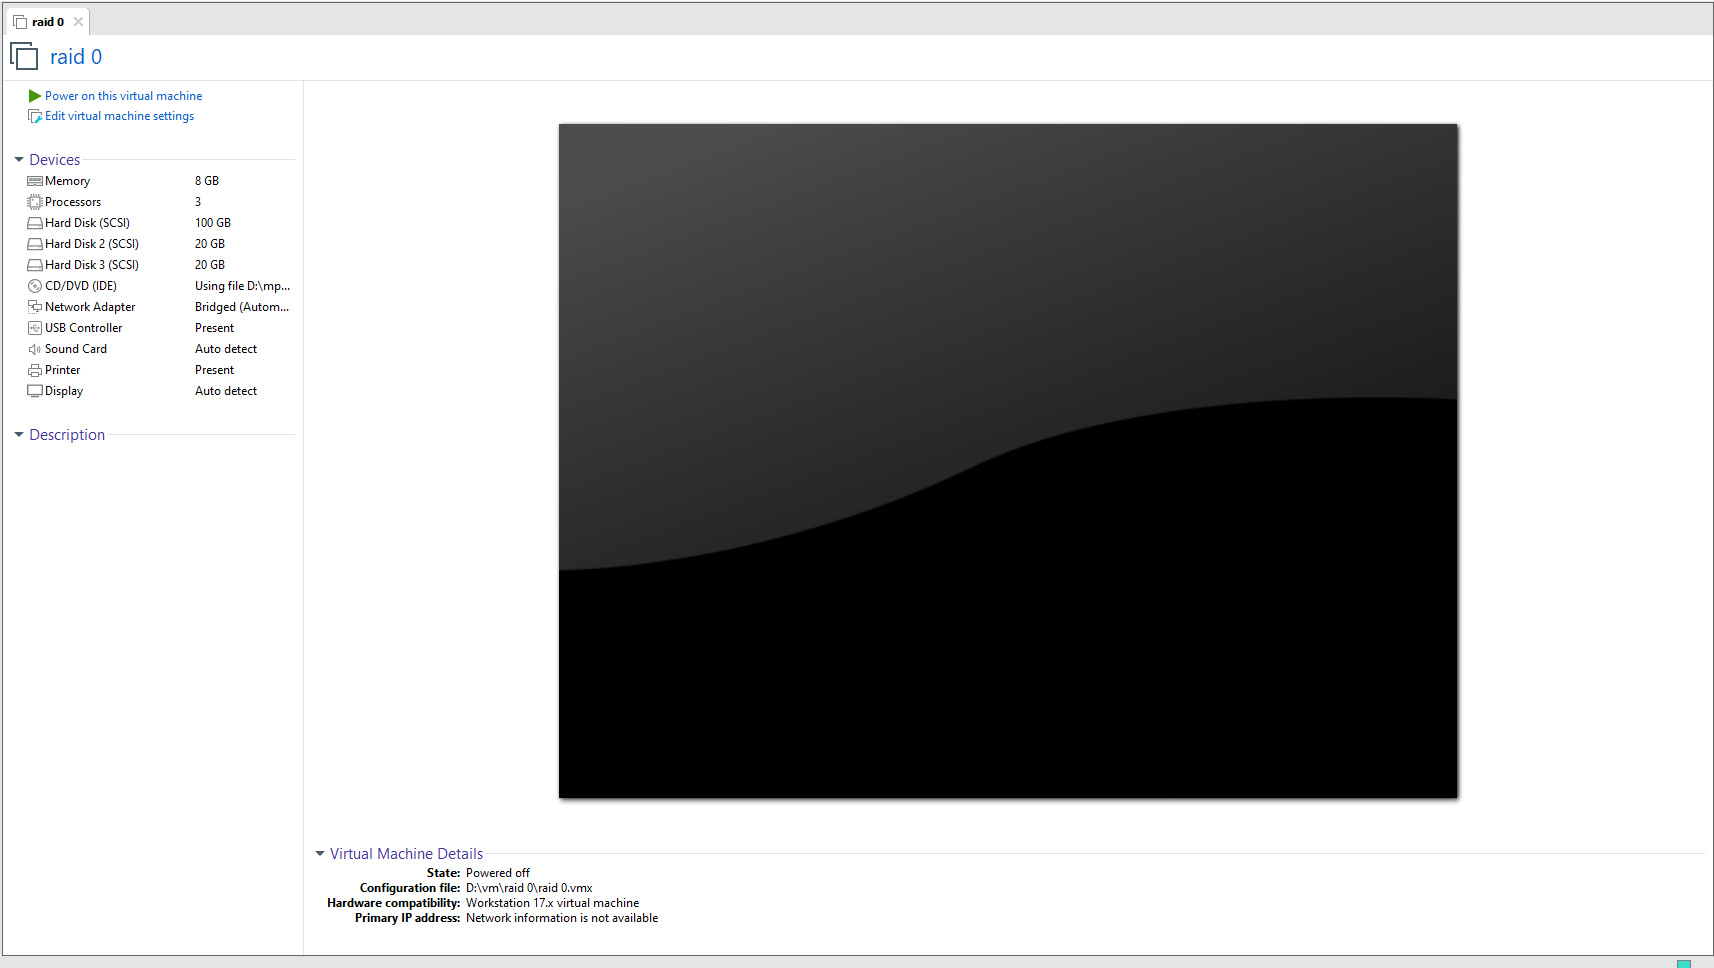 raid 0
raid 0
Power on this virtual machine
Edit virtual machine settings
Devices
Memory 8 GB
Processors 3
Hard Disk (SCSI) 100 GB
Hard Disk 2 (SCSI) 20 GB
Hard Disk 3 (SCSI) 20 GB
CD/DVD (IDE) Using file D:\mp...
Network Adapter Bridged (Autom...
USB Controller Present
Sound Card Auto detect
Printer Present
Display Auto detect
Description
Virtual Machine Details
State: Powered off
Configuration file: D:\vm\raid 0\raid 0.vmx
Hardware compatibility: Workstation 17.x virtual machine
Primary IP address: Network information is not available